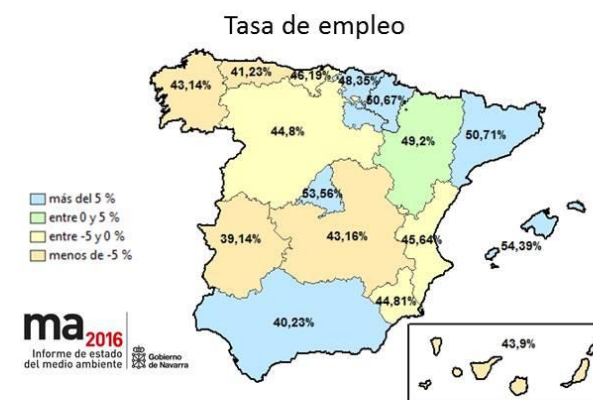 Tasa de empleo
43,14%
41,23%
46,19%
48,35%
50,67%
44,8%
49,2%
50,71%
53,56%
39,14%
43,16%
45,64%
54,39%
44,81%
40,23%
43,9%
más del 5 %
entre 0 y 5 %
entre -5 y 0 %
menos de -5 %
ma 2016
Informe de estado
del medio ambiente
Gobierno
de Navarra